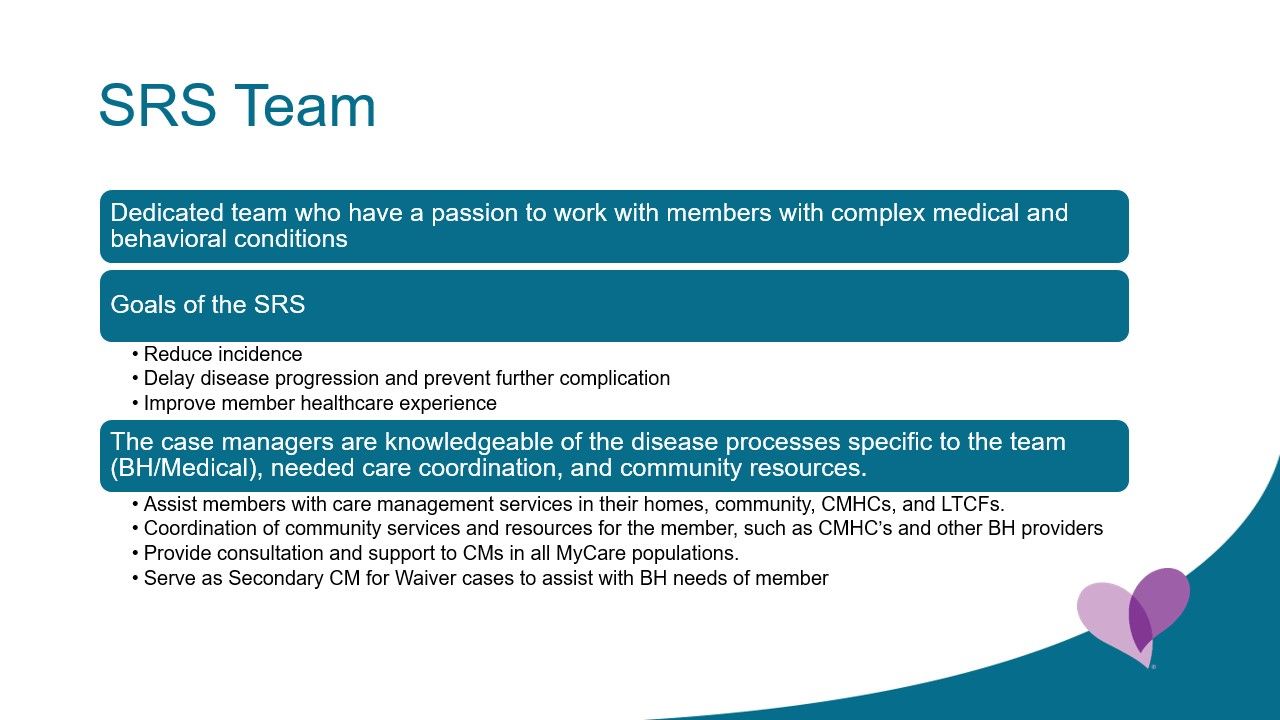 SRS Team
Dedicated team who have a passion to work with members with complex medical and
behavioral conditions
Goals of the SRS
• Reduce incidence
• Delay disease progression and prevent further complication
• Improve member healthcare experience
The case managers are knowledgeable of the disease processes specific to the team
(BH/Medical), needed care coordination, and community resources.
• Assist members with care management services in their homes, community, CMHCs, and LTCFs.
• Coordination of community services and resources for the member, such as CMHC’s and other BH providers
• Provide consultation and support to CMs in all MyCare populations.
• Serve as Secondary CM for Waiver cases to assist with BH needs of member
®